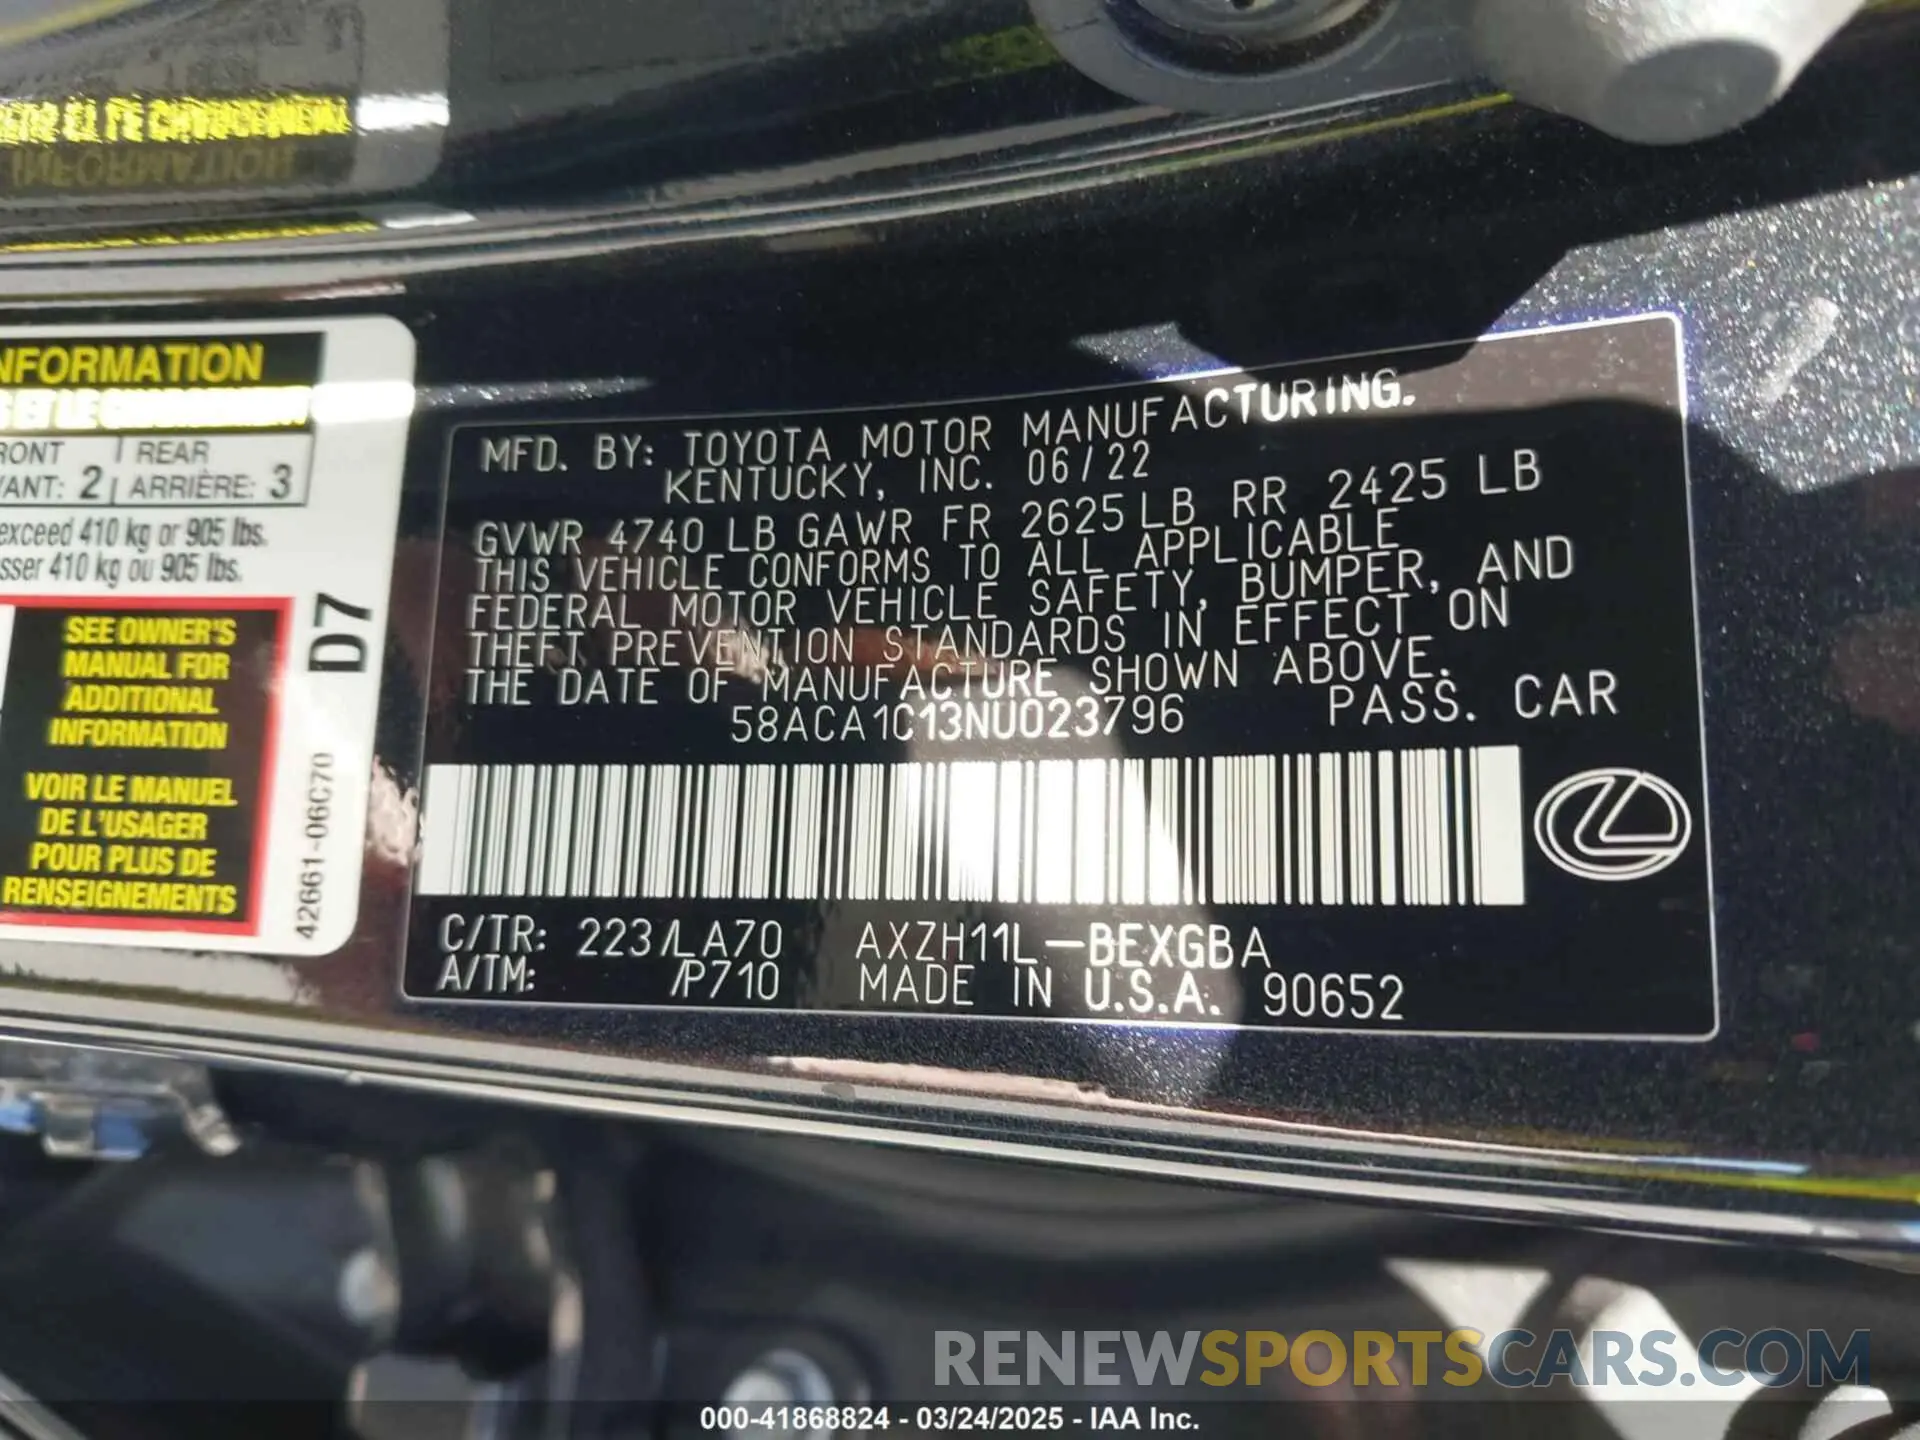 NFORMATION
RONT | REAR
VANT: 2 | ARRIÈRE: 3
exceed 410 kg or 905 lbs.
sser 410 kg ou 905 lbs.
SEE OWNER'S
MANUAL FOR
ADDITIONAL
INFORMATION
VOIR LE MANUEL
DE L'USAGER
POUR PLUS DE
RENSEIGNEMENTS
D7
42661-06C70
MFD. BY: TOYOTA MOTOR MANUFACTURING.
KENTUCKY, INC. 06/22
GVWR 4740 LB GAWR FR 2625 LB RR 2425 LB
THIS VEHICLE CONFORMS TO ALL APPLICABLE
FEDERAL MOTOR VEHICLE SAFETY, BUMPER, AND
THEFT PREVENTION STANDARDS IN EFFECT ON
THE DATE OF MANUFACTURE SHOWN ABOVE.
58ACA1C13NU023796 PASS. CAR
C/TR: 223/LA70 AXZH11L-BEXGBA
A/TM: /P710 MADE IN U.S.A. 90652
RENEWSPORTSCARS.COM
000-41868824 - 03/24/2025 - IAA Inc.